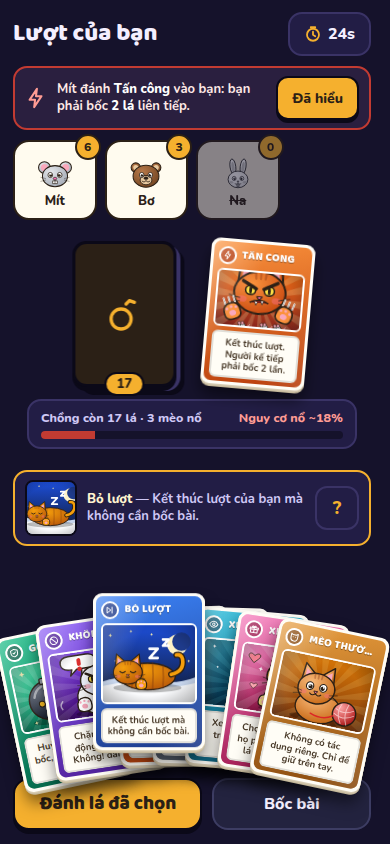 Lượt của bạn
24s
Mít đánh Tấn công vào bạn: bạn
phải bốc 2 lá liên tiếp.
Đã hiểu
6
3
0
Mít
Bơ
Na
TẤN CÔNG
Kết thúc lượt.
Người kế tiếp
phải bốc 2 lần.
17
Chồng còn 17 lá · 3 mèo nổ
Nguy cơ nổ ~18%
Bỏ lượt — Kết thúc lượt của bạn mà
không cần bốc bài.
?
BỎ LƯỢT
Kết thúc lượt mà
không cần bốc bài.
MÈO THƯỜ...
Không có tác
dụng riêng. Chỉ để
giữ trên tay.
Đánh lá đã chọn
Bốc bài